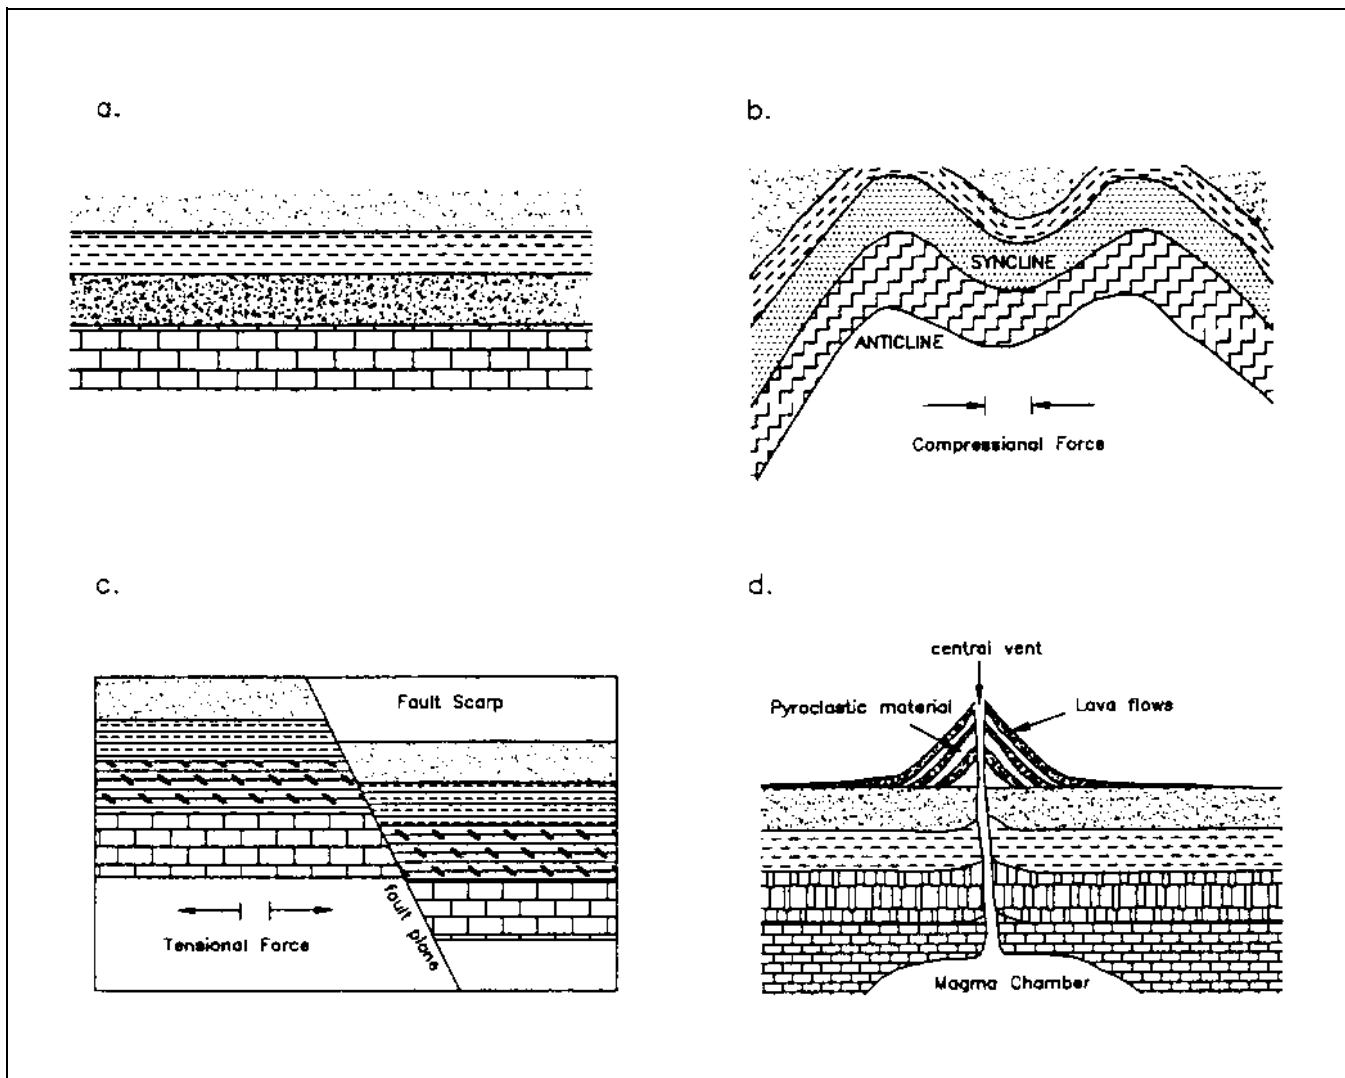 a.
b.
SYNCLINE
ANTICLINE
Compressional Force
c.
Fault Scarp
fault plane
Tensional Force
d.
central vent
Pyroclastic material
Lava flows
Magma Chamber